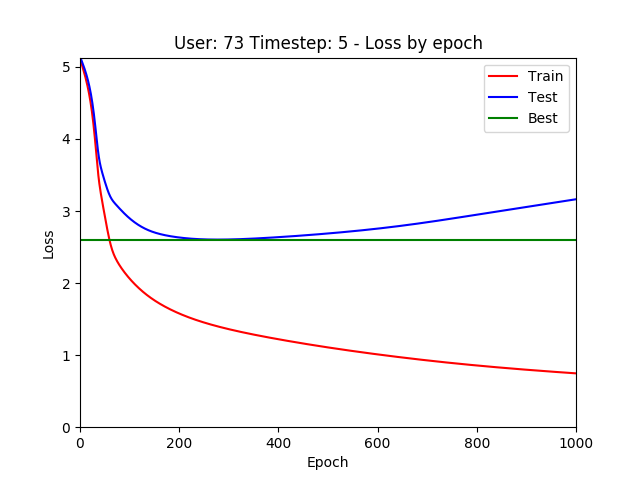 User: 73 Timestep: 5 - Loss by epoch
Train
Test
Best
5
4
3
2
1
0
Loss
0 200 400 600 800 1000
Epoch